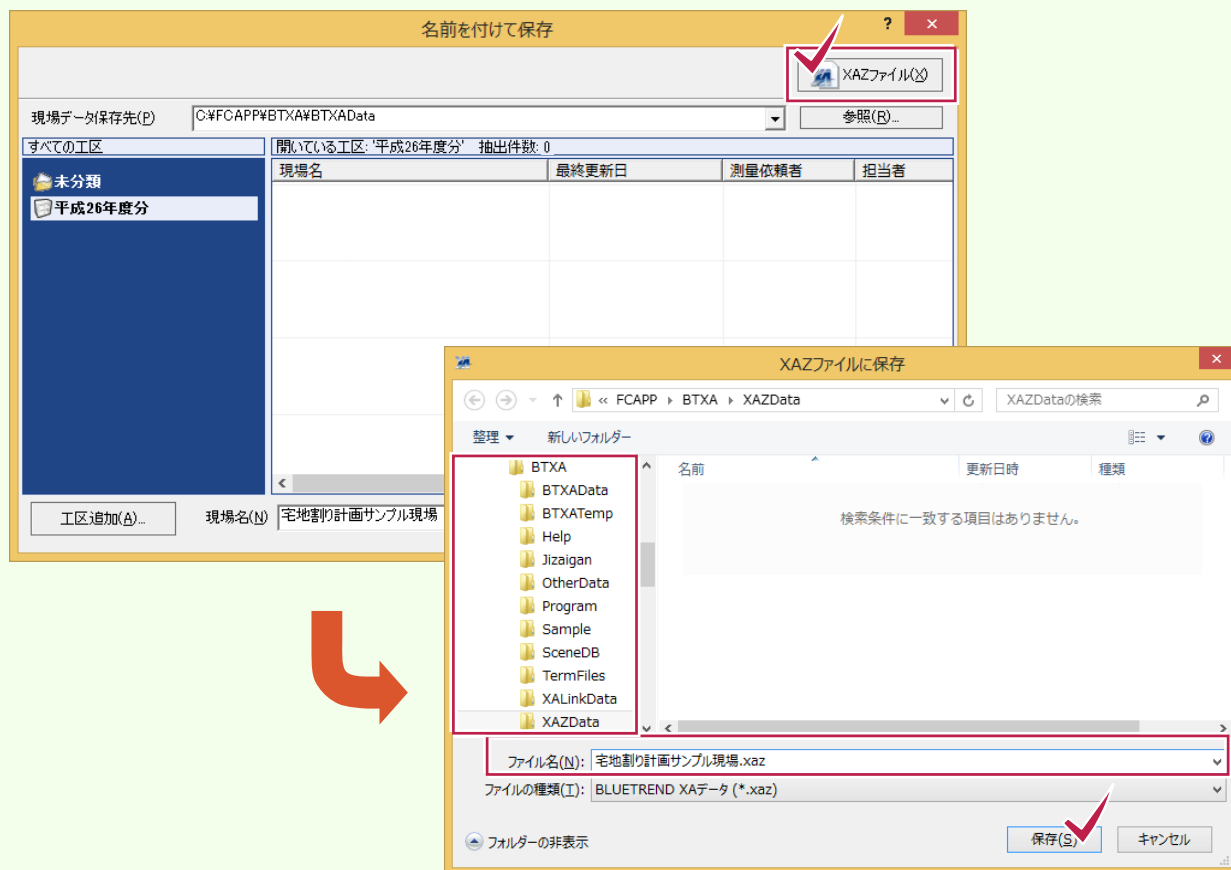 名前を付けて保存
?
XAZファイル(X)
現場データ保存先(P) C:¥FCAPP¥BTXA¥BTXAData 参照(R)...
すべての工区
開いている工区: '平成26年度分' 抽出件数: 0
未分類
平成26年度分
現場名 最終更新日 測量依頼者 担当者
工区追加(A)...
現場名(N) 宅地割り計画サンプル現場
XAZファイルに保存
« FCAPP BTXA XAZData
XAZDataの検索
整理 新しいフォルダー
BTXA
BTXAData
BTXATemp
Help
Jizaigan
OtherData
Program
Sample
SceneDB
TermFiles
XALinkData
XAZData
名前 更新日時 種類
検索条件に一致する項目はありません。
ファイル名(N): 宅地割り計画サンプル現場.xaz
ファイルの種類(T): BLUETREND XAデータ (*.xaz)
フォルダーの非表示
保存(S) キャンセル